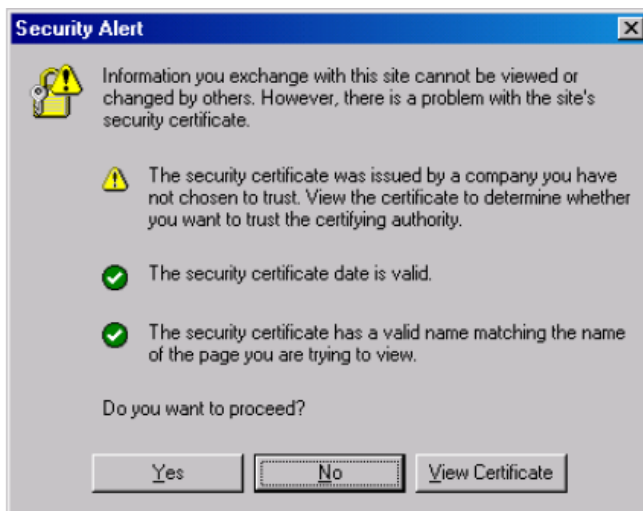 Security Alert
Information you exchange with this site cannot be viewed or
changed by others. However, there is a problem with the site's
security certificate.
The security certificate was issued by a company you have
not chosen to trust. View the certificate to determine whether
you want to trust the certifying authority.
The security certificate date is valid.
The security certificate has a valid name matching the name
of the page you are trying to view.
Do you want to proceed?
Yes No View Certificate